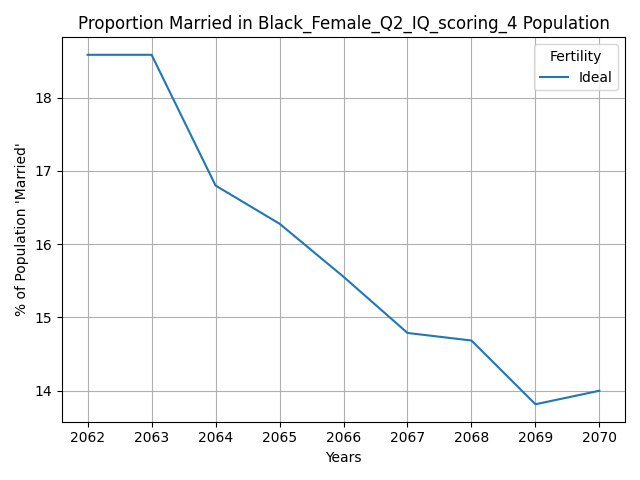 Proportion Married in Black_Female_Q2_IQ_scoring_4 Population
Fertility
Ideal
% of Population 'Married'
18
17
16
15
14
2062 2063 2064 2065 2066 2067 2068 2069 2070
Years